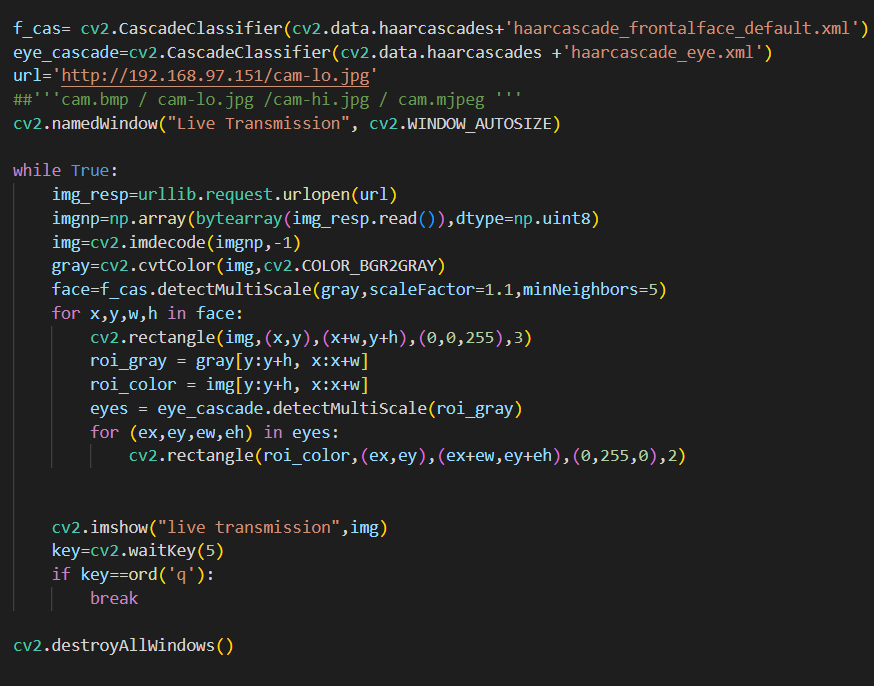 f_cas= cv2.CascadeClassifier(cv2.data.haarcascades+'haarcascade_frontalface_default.xml')
eye_cascade=cv2.CascadeClassifier(cv2.data.haarcascades +'haarcascade_eye.xml')
url='http://192.168.97.151/cam-lo.jpg'
##'''cam.bmp / cam-lo.jpg /cam-hi.jpg / cam.mjpeg '''
cv2.namedWindow("Live Transmission", cv2.WINDOW_AUTOSIZE)

while True:
    img_resp=urllib.request.urlopen(url)
    imgnp=np.array(bytearray(img_resp.read()),dtype=np.uint8)
    img=cv2.imdecode(imgnp,-1)
    gray=cv2.cvtColor(img,cv2.COLOR_BGR2GRAY)
    face=f_cas.detectMultiScale(gray,scaleFactor=1.1,minNeighbors=5)
    for x,y,w,h in face:
        cv2.rectangle(img,(x,y),(x+w,y+h),(0,0,255),3)
        roi_gray = gray[y:y+h, x:x+w]
        roi_color = img[y:y+h, x:x+w]
        eyes = eye_cascade.detectMultiScale(roi_gray)
        for (ex,ey,ew,eh) in eyes:
            cv2.rectangle(roi_color,(ex,ey),(ex+ew,ey+eh),(0,255,0),2)


    cv2.imshow("live transmission",img)
    key=cv2.waitKey(5)
    if key==ord('q'):
        break

cv2.destroyAllWindows()